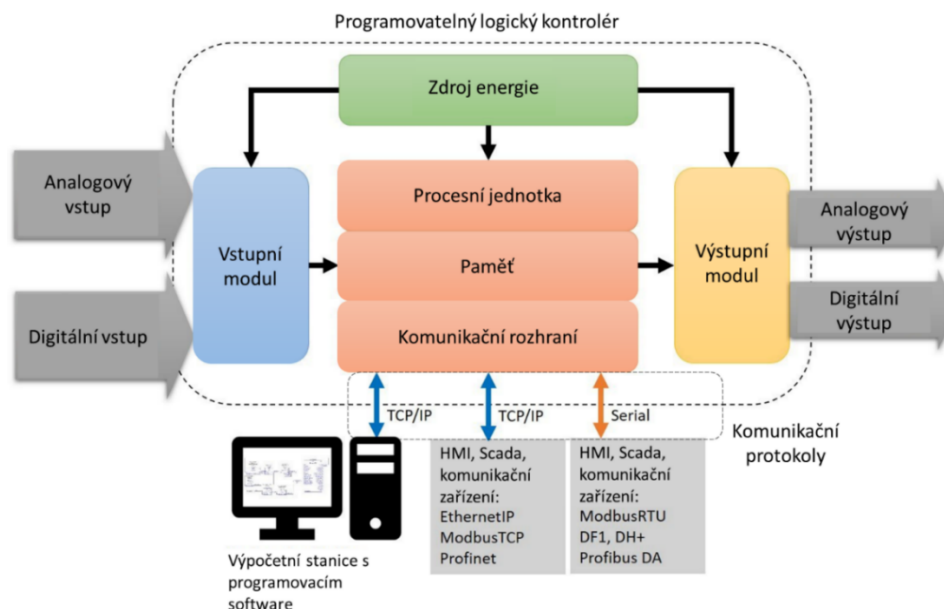 Programovatelný logický kontrolér
Zdroj energie
Analogový
vstup
Digitální vstup
Vstupní
modul
Procesní jednotka
Paměť
Komunikační rozhraní
Výstupní
modul
Analogový
výstup
Digitální
výstup
TCP/IP
TCP/IP
Serial
Komunikační
protokoly
Výpočetní stanice s
programovacím
software
HMI, Scada,
komunikační
zařízení:
EthernetIP
ModbusTCP
Profinet
HMI, Scada,
komunikační
zařízení:
ModbusRTU
DF1, DH+
Profibus DA